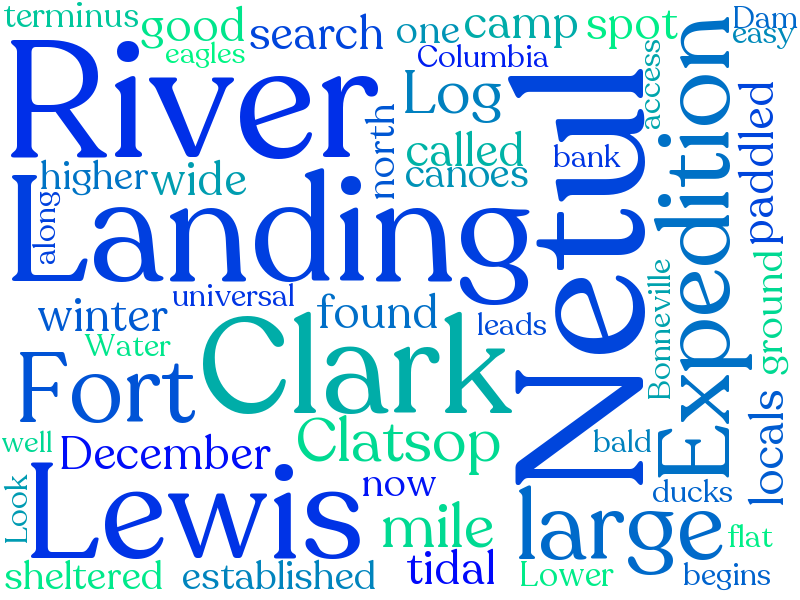 terminus
good
eagles
search
one
camp
spot
Dam
easy
Columbia
River
Log
Netul
access
Expedition
north
called
canoes
bank
paddled
higher
wide
along
Landing
universal
winter
found
leads
Water
Clark
Bonneville
ground
Fort
locals
well
December
Clatsop
bald
Look
Lewis
now
mile
large
ducks
flat
sheltered
established
tidal
Lower
begins